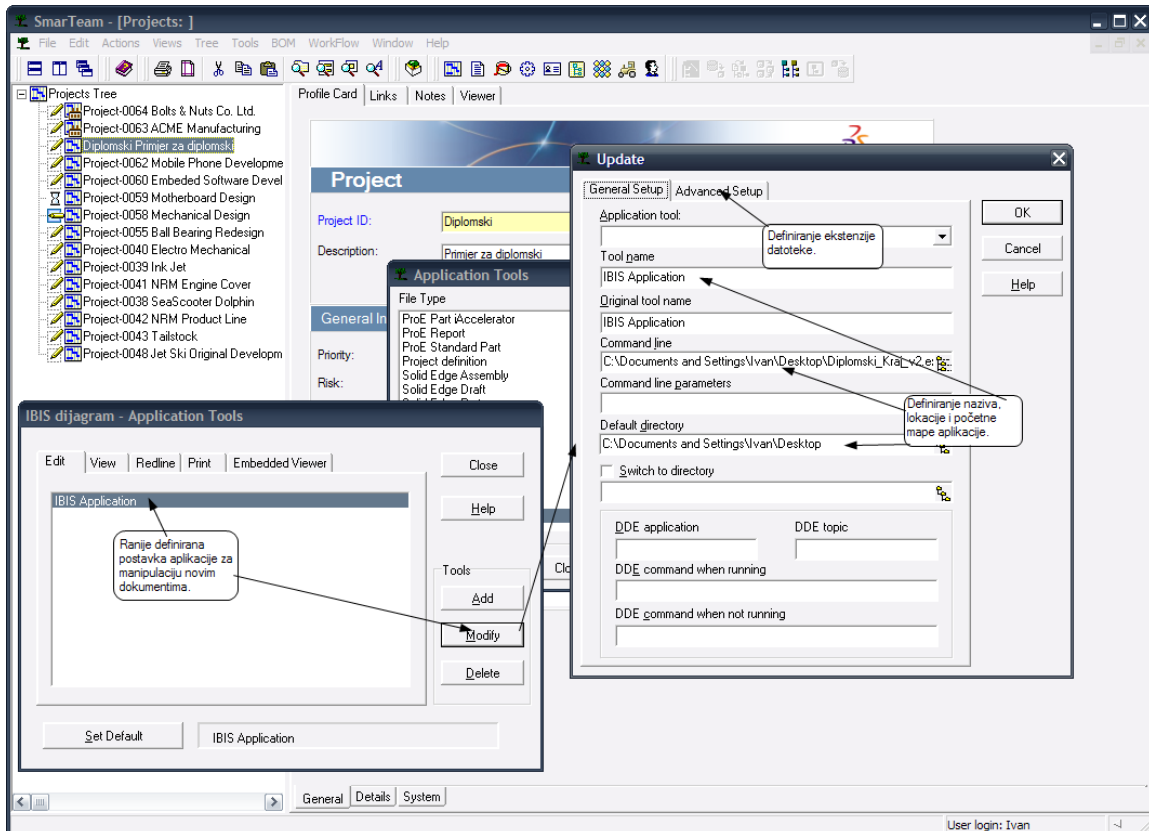 SmarTeam - [Projects: ]
File Edit Actions Views Tree Tools BOM WorkFlow Window Help
Projects Tree
Project-0064 Bolts & Nuts Co. Ltd.
Project-0063 ACME Manufacturing
Diplomski Primjer za diplomski
Project-0062 Mobile Phone Developme
Project-0060 Embeded Software Devel
Project-0059 Motherboard Design
Project-0058 Mechanical Design
Project-0055 Ball Bearing Redesign
Project-0040 Electro Mechanical
Project-0039 Ink Jet
Project-0041 NRM Engine Cover
Project-0038 SeaScooter Dolphin
Project-0042 NRM Product Line
Project-0043 Tailstock
Project-0048 Jet Ski Original Developm
Profile Card Links Notes Viewer
Project
Project ID: Diplomski
Description: Primjer za diplomski
General In
Priority:
Risk:
Application Tools
File Type
ProE Part iAccelerator
ProE Report
ProE Standard Part
Project definition
Solid Edge Assembly
Solid Edge Draft
Clo
Update
General Setup Advanced Setup
Application tool:
Definiranje ekstenzije
datoteke.
Tool name
IBIS Application
Original tool name
IBIS Application
Command line
C:\Documents and Settings\Ivan\Desktop\Diplomski_Kraj_v2.e
Command line parameters
Definiranje naziva,
lokacije i početne
mape aplikacije.
Default directory
C:\Documents and Settings\Ivan\Desktop
Switch to directory
DDE application DDE topic
DDE command when running
DDE command when not running
OK
Cancel
Help
IBIS dijagram - Application Tools
Edit View Redline Print Embedded Viewer
IBIS Application
Ranije definirana
postavka aplikacije za
manipulaciju novim
dokumentima.
Close
Help
Tools
Add
Modify
Delete
Set Default IBIS Application
General Details System
User login: Ivan